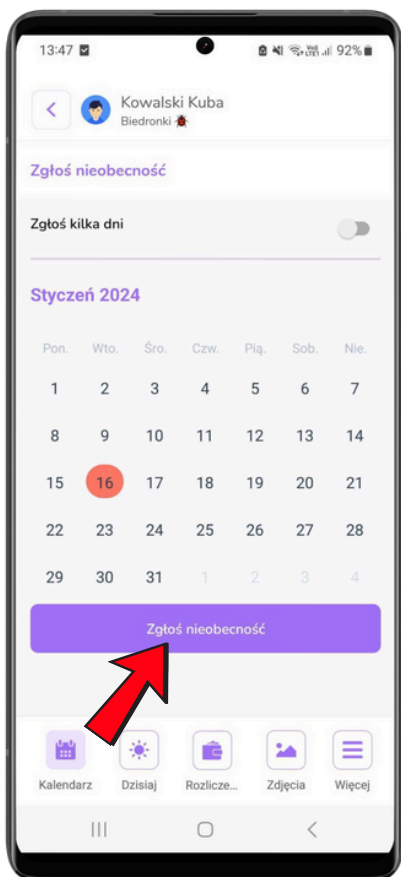 13:47 92%
Kowalski Kuba
Biedronki 🐞
Zgłoś nieobecność
Zgłoś kilka dni
Styczeń 2024
Pon. Wto. Śro. Czw. Pią. Sob. Nie.
1 2 3 4 5 6 7
8 9 10 11 12 13 14
15 16 17 18 19 20 21
22 23 24 25 26 27 28
29 30 31 1 2 3 4
Zgłoś nieobecność
Kalendarz Dzisiaj Rozlicze... Zdjęcia Więcej